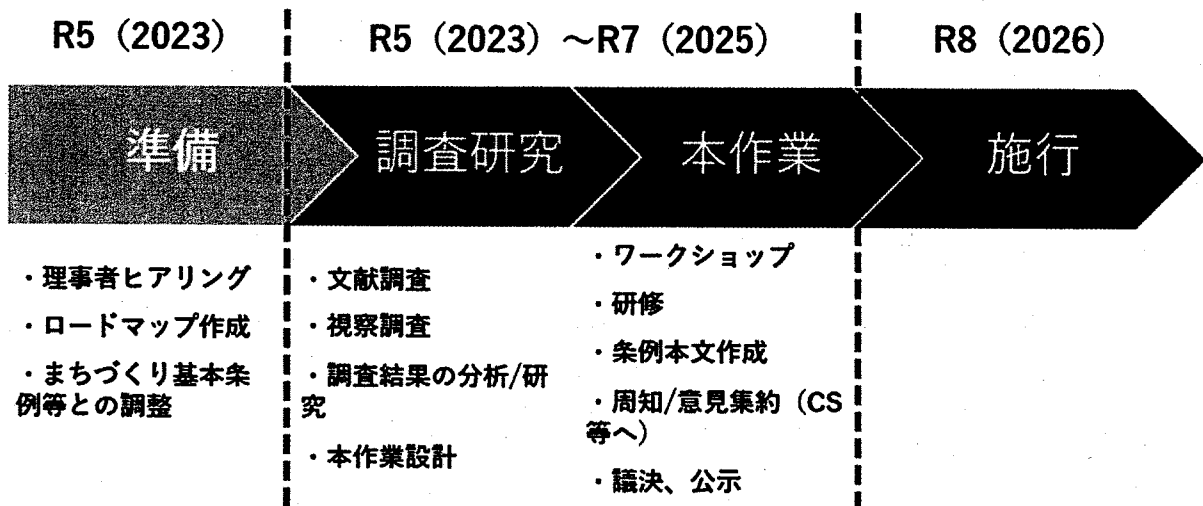 R5（2023）
R5（2023）～R7（2025）
R8（2026）
準備
調査研究
本作業
施行
・理事者ヒアリング
・ロードマップ作成
・まちづくり基本条
例等との調整
・文献調査
・視察調査
・調査結果の分析/研
究
・本作業設計
・ワークショップ
・研修
・条例本文作成
・周知/意見集約（CS
等へ）
・議決、公示